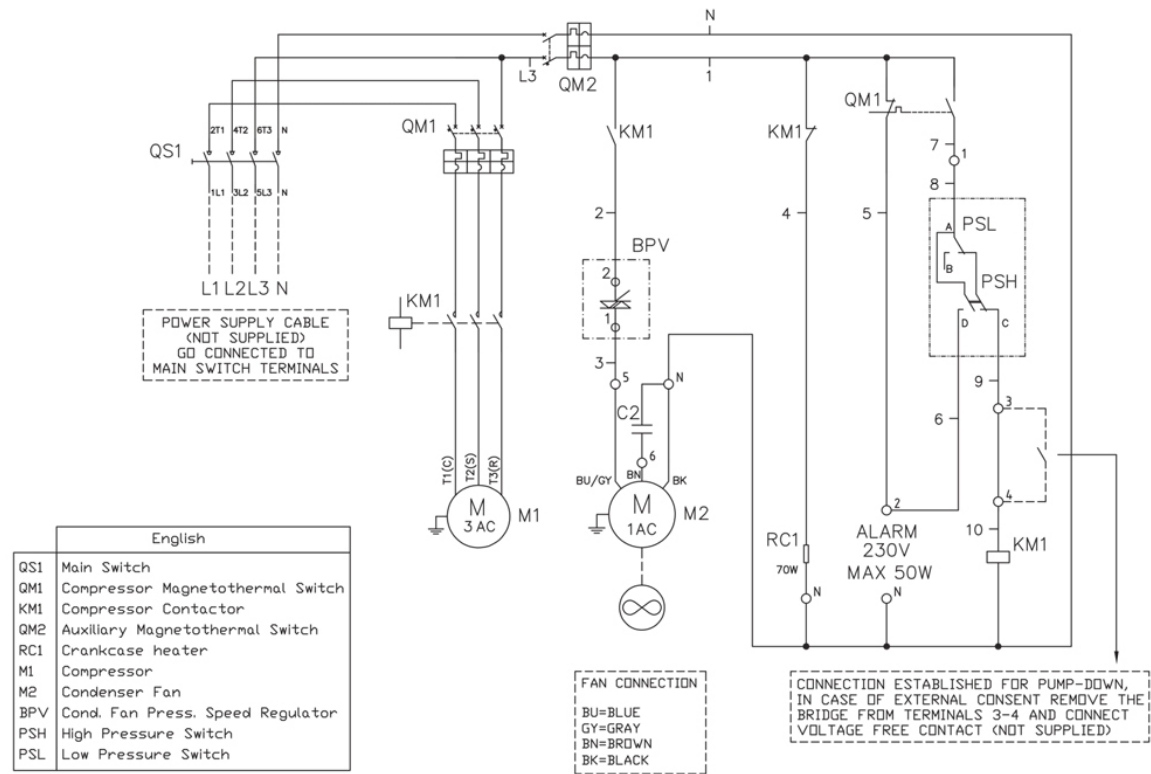 N
L3
QM2
1
2T1 4T2 6T3 N
QS1
1L1 3L2 5L3 N
L1 L2 L3 N
POWER SUPPLY CABLE
(NOT SUPPLIED)
GO CONNECTED TO
MAIN SWITCH TERMINALS
QM1
KM1
T1(C) T2(S) T3(R)
M
3 AC
M1
KM1
2
BPV
2
1
3
5
N
C2
6
BU/GY
BN
BK
M
1AC
M2
KM1
4
RC1
70W
N
QM1
5
7
1
8
A
PSL
B
PSH
D
C
9
3
6
4
2
10
KM1
ALARM
230V
MAX 50W
N
English
QS1 Main Switch
QM1 Compressor Magnetothermal Switch
KM1 Compressor Contactor
QM2 Auxiliary Magnetothermal Switch
RC1 Crankcase heater
M1 Compressor
M2 Condenser Fan
BPV Cond. Fan Press. Speed Regulator
PSH High Pressure Switch
PSL Low Pressure Switch
FAN CONNECTION
BU=BLUE
GY=GRAY
BN=BROWN
BK=BLACK
CONNECTION ESTABLISHED FOR PUMP-DOWN,
IN CASE OF EXTERNAL CONSENT REMOVE THE
BRIDGE FROM TERMINALS 3-4 AND CONNECT
VOLTAGE FREE CONTACT (NOT SUPPLIED)